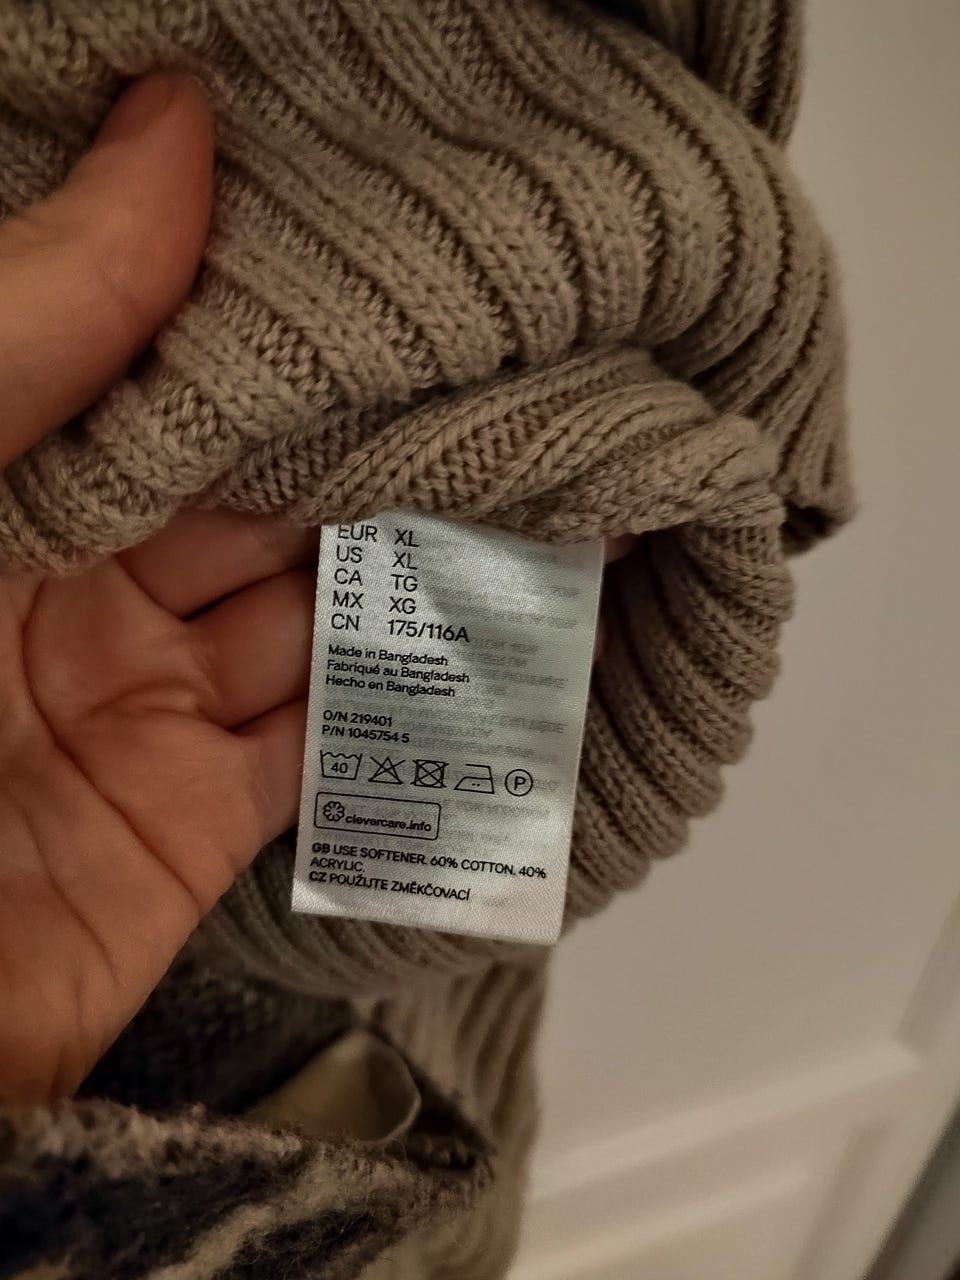 EUR XL
US XL
CA TG
MX XG
CN 175/116A
Made in Bangladesh
Fabriqué au Bangladesh
Hecho en Bangladesh
O/N 219401
P/N 1045754 5
40 P
clevercare.info
GB USE SOFTENER. 60% COTTON. 40%
ACRYLIC.
CZ POUŽIJTE ZMĚKČOVACÍ